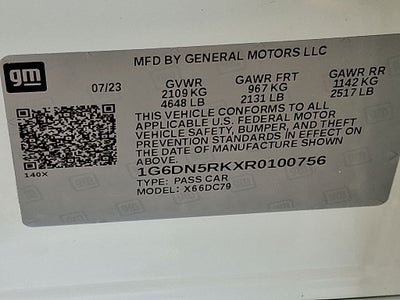 MFD BY GENERAL MOTORS LLC
gm
07/23 GVWR GAWR FRT GAWR RR
2109 KG 967 KG 1142 KG
4648 LB 2131 LB 2517 LB
THIS VEHICLE CONFORMS TO ALL
APPLICABLE U.S. FEDERAL MOTOR
VEHICLE SAFETY, BUMPER, AND THEFT
PREVENTION STANDARDS IN EFFECT ON
THE DATE OF MANUFACTURE SHOWN
ABOVE.
140X
1G6DN5RKXR0100756
TYPE: PASS CAR
MODEL: X66DC79